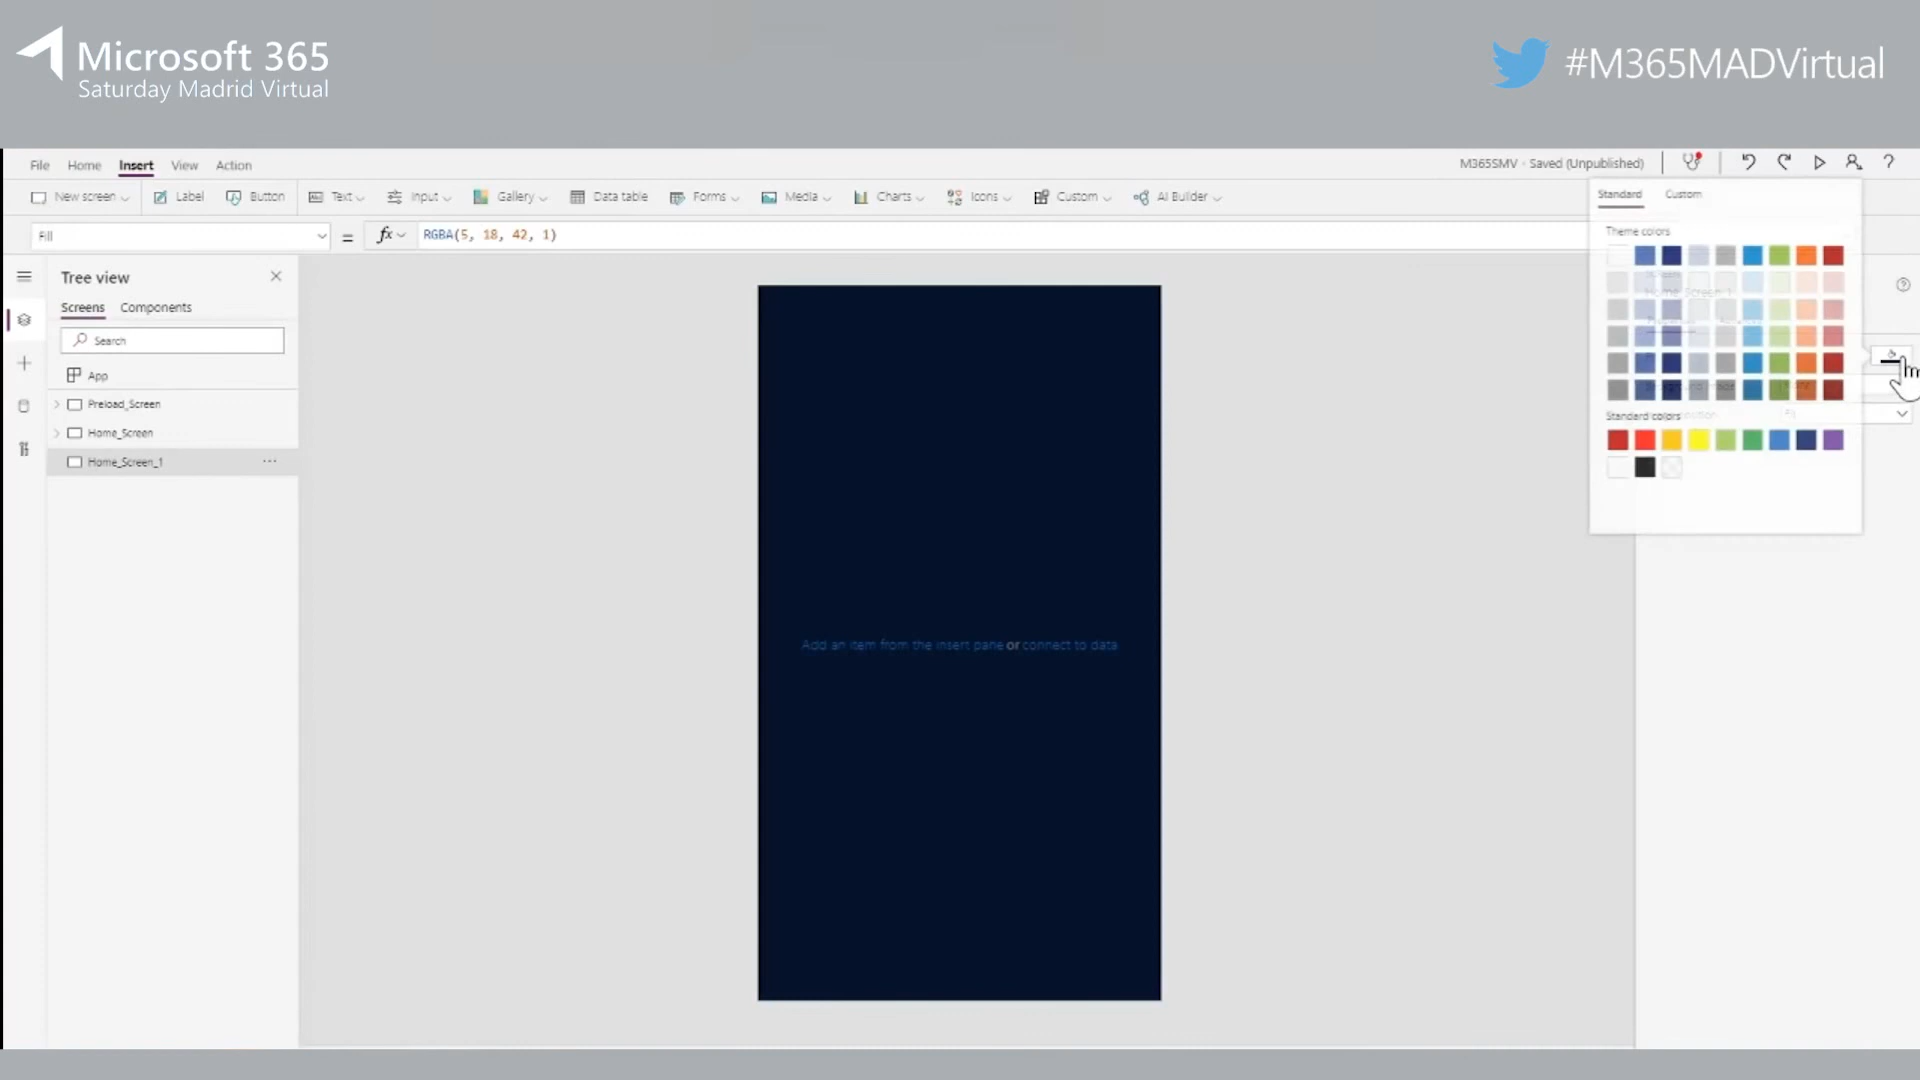 Microsoft 365
Saturday Madrid Virtual
#M365MADVirtual
File Home Insert View Action
M365SMV - Saved (Unpublished)
New screen Label Button Text Input Gallery Data table Forms Media Charts Icons Custom AI Builder
Fill = fx RGBA(5, 18, 42, 1)
Standard Custom
Theme colors
Home_Screen_1
Standard colors
Tree view
Screens Components
Search
App
Preload_Screen
Home_Screen
Home_Screen_1 ...
Add an item from the insert pane or connect to data